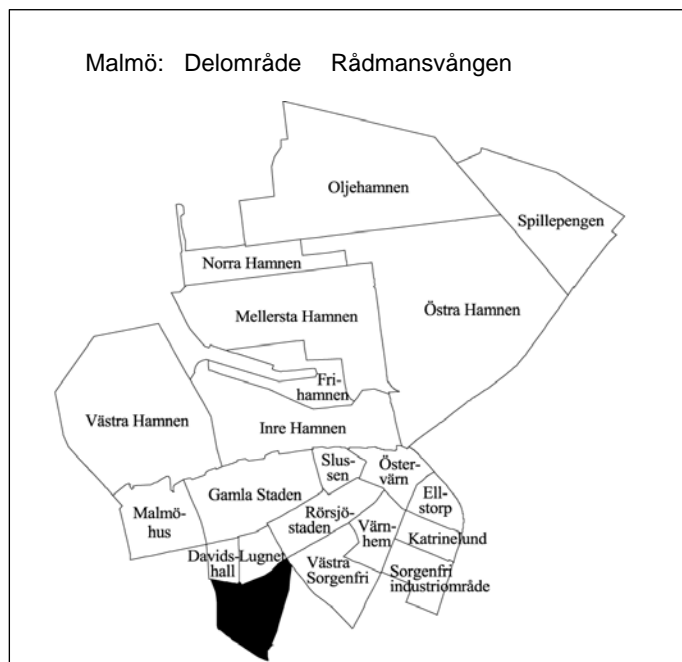 Malmö: Delområde Rådmansvången
Oljehamnen
Spillepengen
Norra Hamnen
Mellersta Hamnen
Östra Hamnen
Fri-
hamnen
Västra Hamnen
Inre Hamnen
Slus-
sen
Öster-
värn
Gamla Staden
Ell-
storp
Malmö-
hus
Rörsjö-
staden
Värn-
hem
Katrinelund
Davids-
hall
Lugnet
Västra
Sorgenfri
Sorgenfri
industriområde